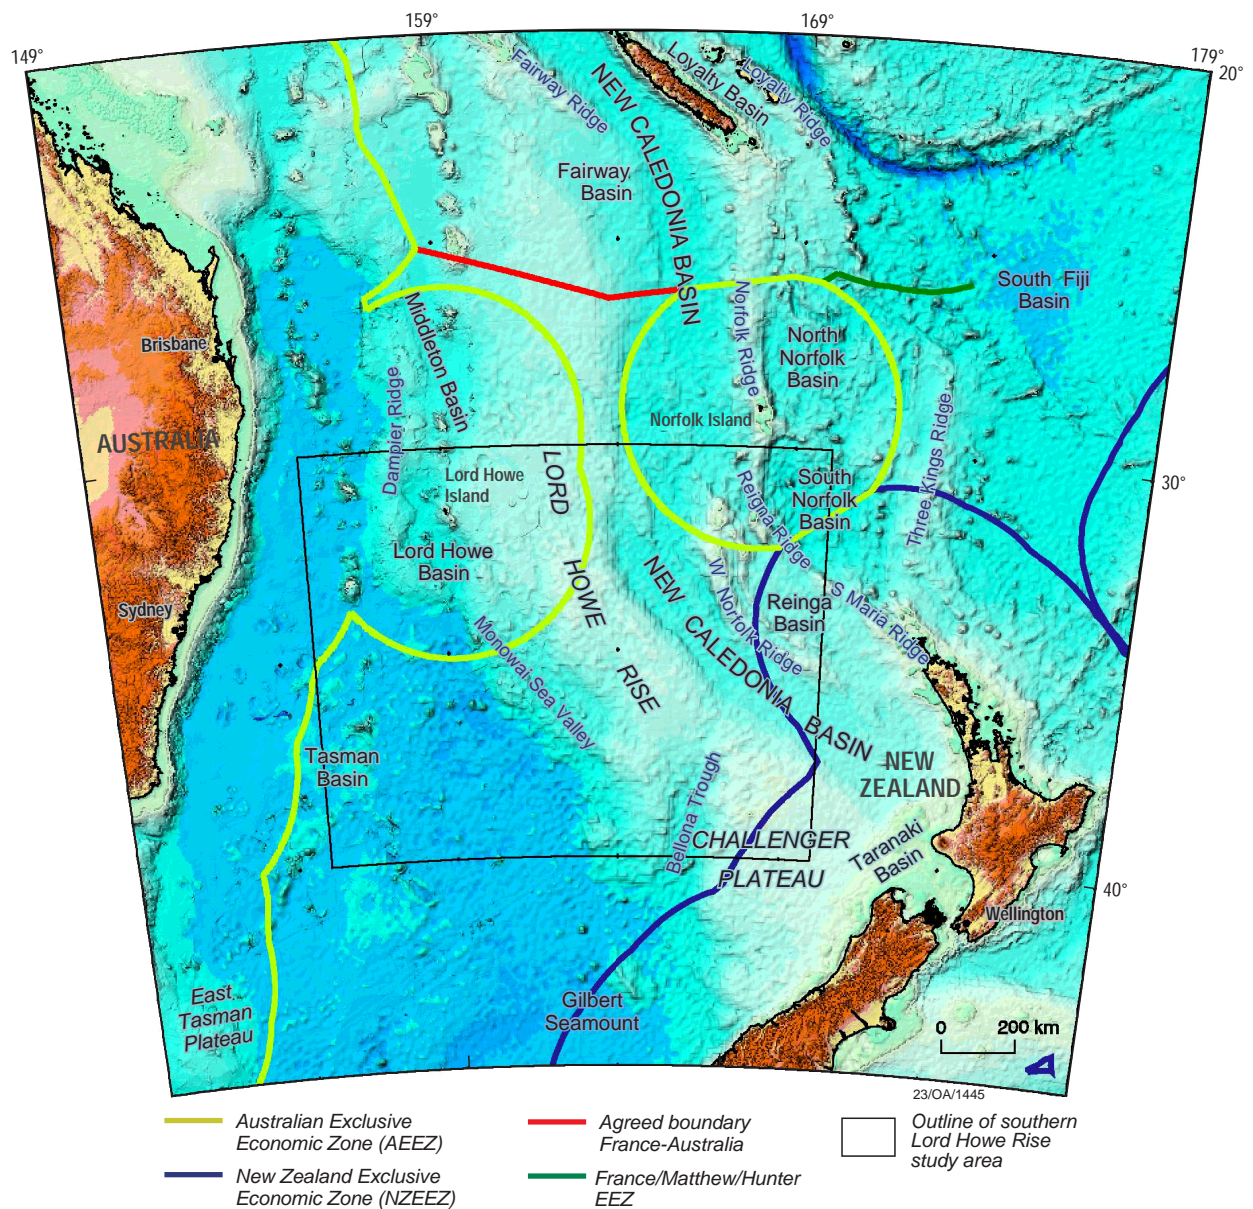 149°
159°
169°
179°
20°
30°
40°
Fairway Ridge
NEW CALEDONIA BASIN
Loyalty Basin
Loyalty Ridge
Fairway
Basin
South Fiji
Basin
Brisbane
Middleton Basin
Norfolk Ridge
North
Norfolk
Basin
Dampier Ridge
Norfolk Island
Three Kings Ridge
AUSTRALIA
LORD
HOWE
RISE
Lord Howe
Island
South
Norfolk
Basin
Reigna Ridge
Lord Howe
Basin
NEW CALEDONIA BASIN
W Norfolk Ridge
Reinga
Basin
S Maria Ridge
Sydney
Monowai Sea Valley
Tasman
Basin
NEW
ZEALAND
Bellona Trough
CHALLENGER
PLATEAU
Taranaki
Basin
Wellington
East
Tasman
Plateau
Gilbert
Seamount
0 200 km
23/OA/1445
Australian Exclusive
Economic Zone (AEEZ)
New Zealand Exclusive
Economic Zone (NZEEZ)
Agreed boundary
France-Australia
France/Matthew/Hunter
EEZ
Outline of southern
Lord Howe Rise
study area